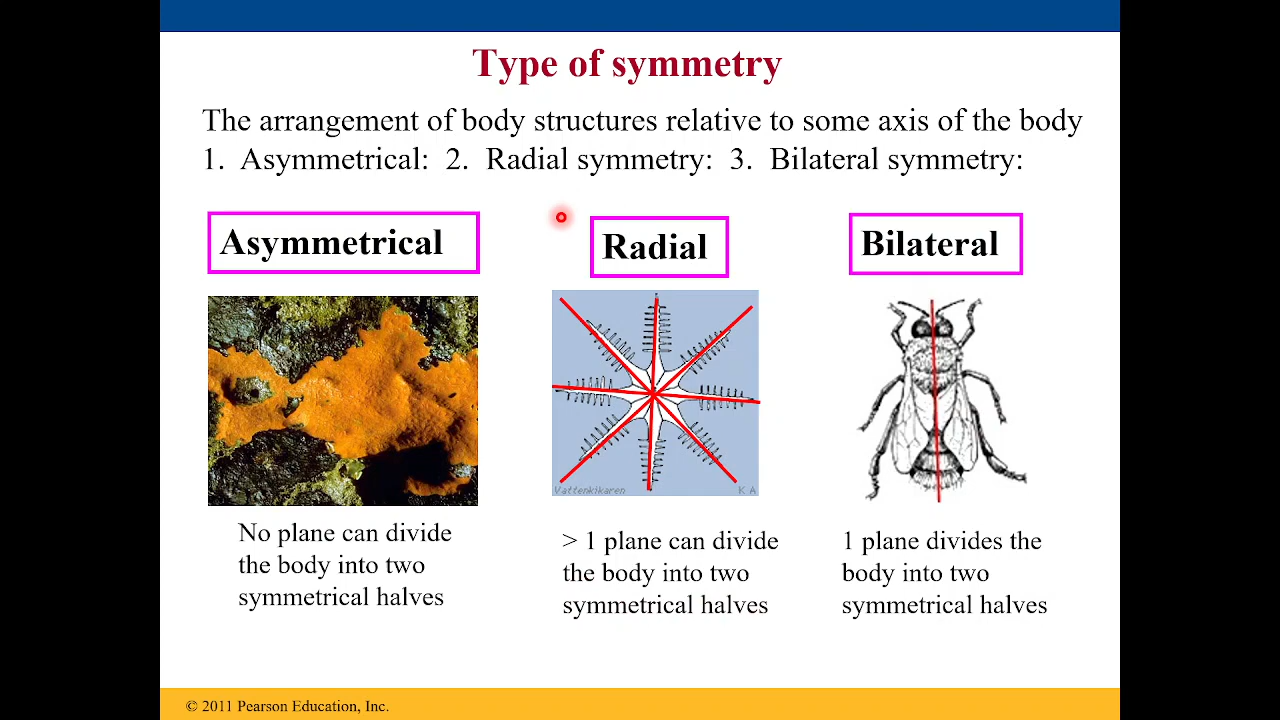 Type of symmetry
The arrangement of body structures relative to some axis of the body
1. Asymmetrical: 2. Radial symmetry: 3. Bilateral symmetry:
Asymmetrical
Radial
Bilateral
Vattenkikaren K A
No plane can divide
the body into two
symmetrical halves
> 1 plane can divide
the body into two
symmetrical halves
1 plane divides the
body into two
symmetrical halves
© 2011 Pearson Education, Inc.